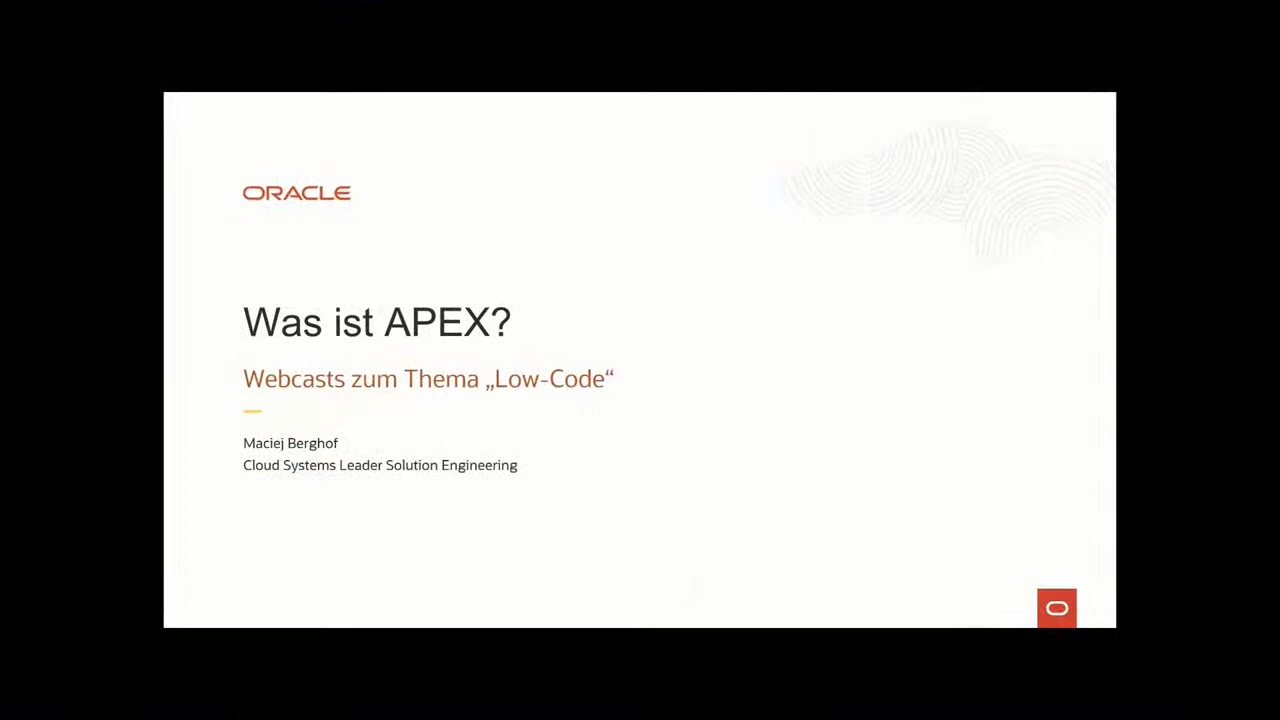 ORACLE
Was ist APEX?
Webcasts zum Thema „Low-Code“
Maciej Berghof
Cloud Systems Leader Solution Engineering